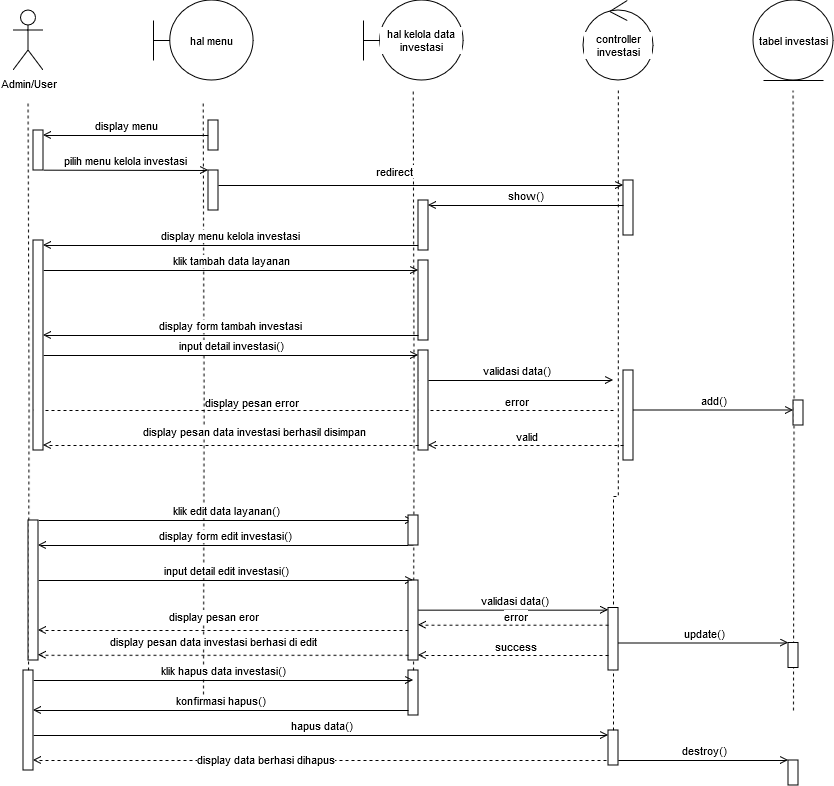 Admin/User
hal menu
hal kelola data
investasi
controller
investasi
tabel investasi
display menu
pilih menu kelola investasi
redirect
show()
display menu kelola investasi
klik tambah data layanan
display form tambah investasi
input detail investasi()
validasi data()
display pesan error
error
add()
display pesan data investasi berhasil disimpan
valid
klik edit data layanan()
display form edit investasi()
input detail edit investasi()
validasi data()
display pesan eror
error
display pesan data investasi berhasi di edit
success
update()
klik hapus data investasi()
konfirmasi hapus()
hapus data()
display data berhasi dihapus
destroy()